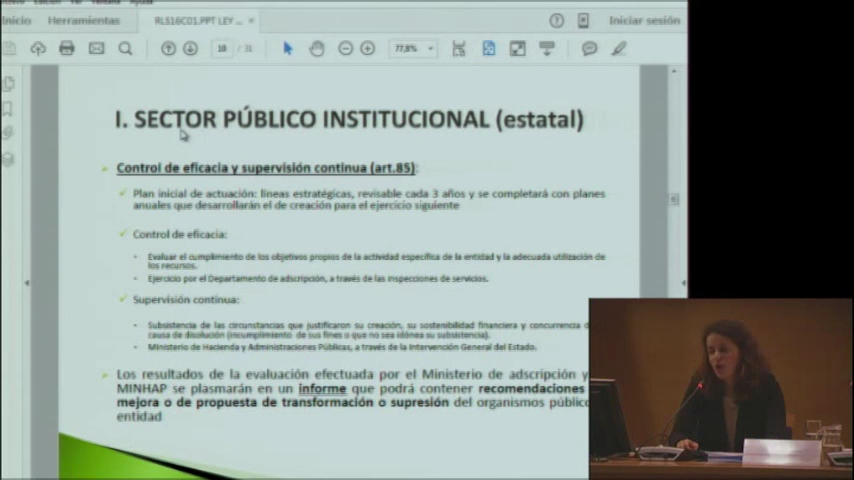 Archivo Edición Ver Ventana Ayuda
Inicio Herramientas RLS16C01.PPT LEY ... × Iniciar sesión
10 / 31 77,8%
I. SECTOR PÚBLICO INSTITUCIONAL (estatal)
Control de eficacia y supervisión continua (art.85):
Plan inicial de actuación: líneas estratégicas, revisable cada 3 años y se completará con planes
anuales que desarrollarán el de creación para el ejercicio siguiente
Control de eficacia:
Evaluar el cumplimiento de los objetivos propios de la actividad específica de la entidad y la adecuada utilización de
los recursos.
Ejercicio por el Departamento de adscripción, a través de las inspecciones de servicios.
Supervisión continua:
Subsistencia de las circunstancias que justificaron su creación, su sostenibilidad financiera y concurrencia d
causa de disolución (incumplimiento de sus fines o que no sea idónea su subsistencia).
Ministerio de Hacienda y Administraciones Públicas, a través de la Intervención General del Estado.
Los resultados de la evaluación efectuada por el Ministerio de adscripción y
MINHAP se plasmarán en un informe que podrá contener recomendaciones
mejora o de propuesta de transformación o supresión del organismos públic
entidad